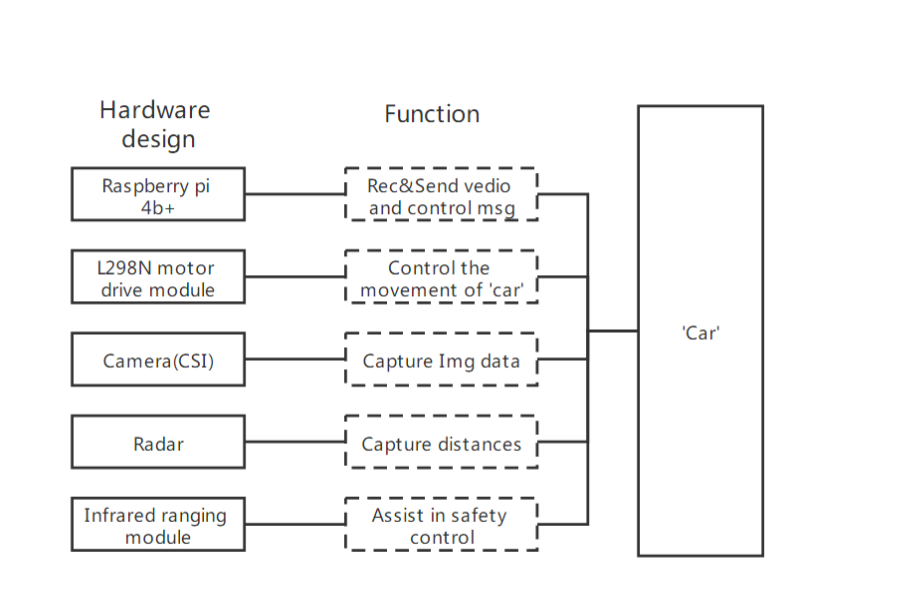 Hardware
design
Function
Raspberry pi
4b+
Rec&Send vedio
and control msg
L298N motor
drive module
Control the
movement of 'car'
Camera(CSI)
Capture Img data
'Car'
Radar
Capture distances
Infrared ranging
module
Assist in safety
control